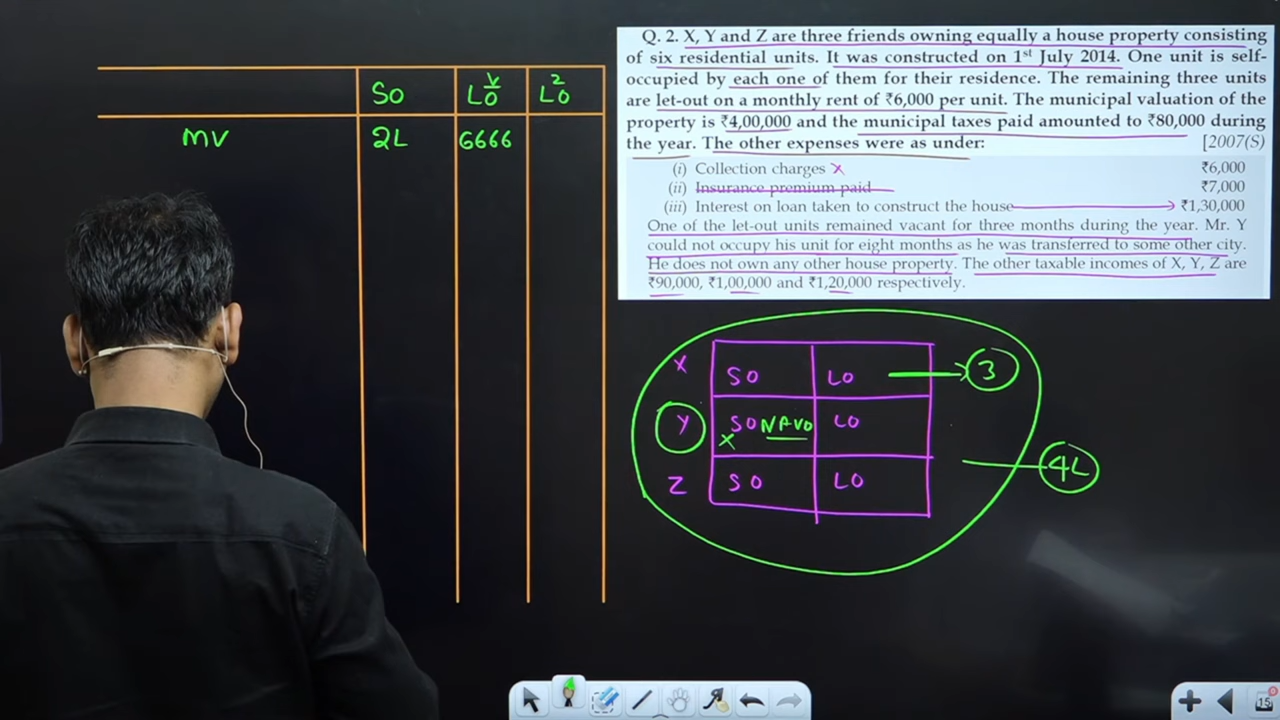 Q. 2. X, Y and Z are three friends owning equally a house property consisting
of six residential units. It was constructed on 1st July 2014. One unit is self-
occupied by each one of them for their residence. The remaining three units
are let-out on a monthly rent of ₹6,000 per unit. The municipal valuation of the
property is ₹4,00,000 and the municipal taxes paid amounted to ₹80,000 during
the year. The other expenses were as under: [2007(S)
(i) Collection charges X ₹6,000
(ii) Insurance premium paid ₹7,000
(iii) Interest on loan taken to construct the house ₹1,30,000
One of the let-out units remained vacant for three months during the year. Mr. Y
could not occupy his unit for eight months as he was transferred to some other city.
He does not own any other house property. The other taxable incomes of X, Y, Z are
₹90,000, ₹1,00,000 and ₹1,20,000 respectively.
SO LO LO2
MV 2L 6666
X SO LO 3
Y SO NAVO LO
X
4L
Z SO LO
15